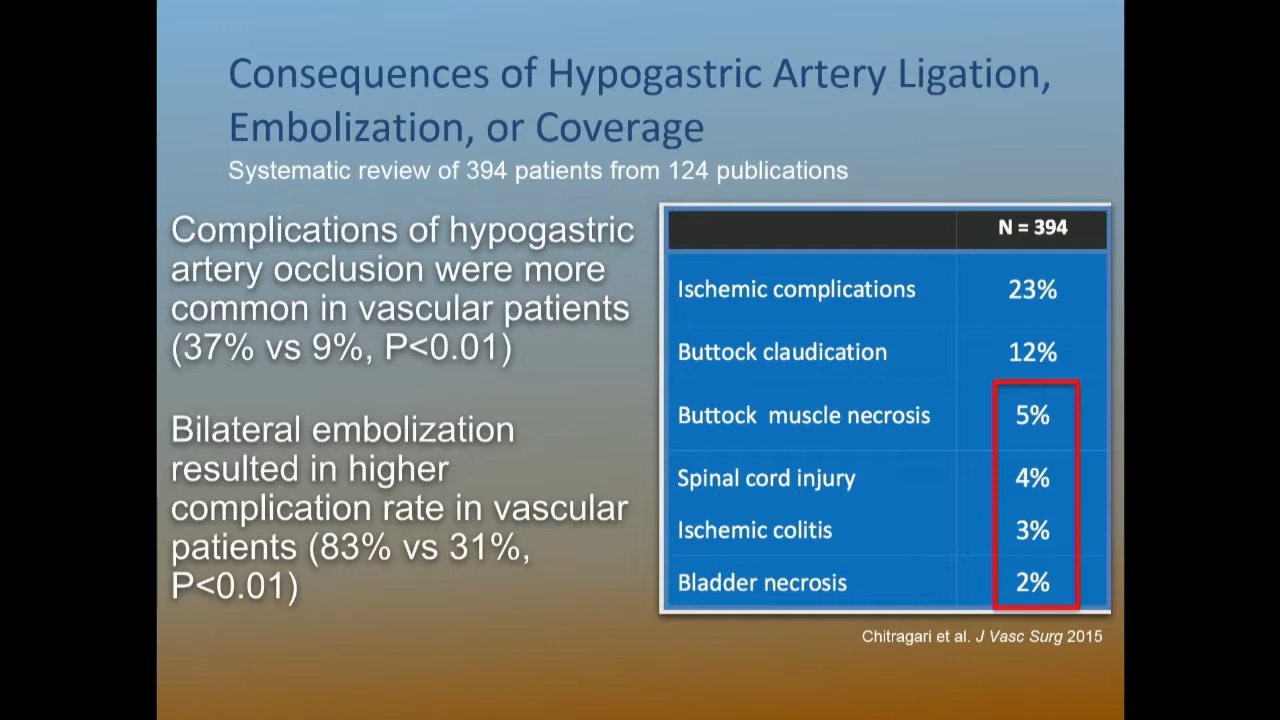 Consequences of Hypogastric Artery Ligation,
Embolization, or Coverage
Systematic review of 394 patients from 124 publications
Complications of hypogastric
artery occlusion were more
common in vascular patients
(37% vs 9%, P<0.01)
Bilateral embolization
resulted in higher
complication rate in vascular
patients (83% vs 31%,
P<0.01)
N = 394
Ischemic complications 23%
Buttock claudication 12%
Buttock muscle necrosis 5%
Spinal cord injury 4%
Ischemic colitis 3%
Bladder necrosis 2%
Chitragari et al. J Vasc Surg 2015